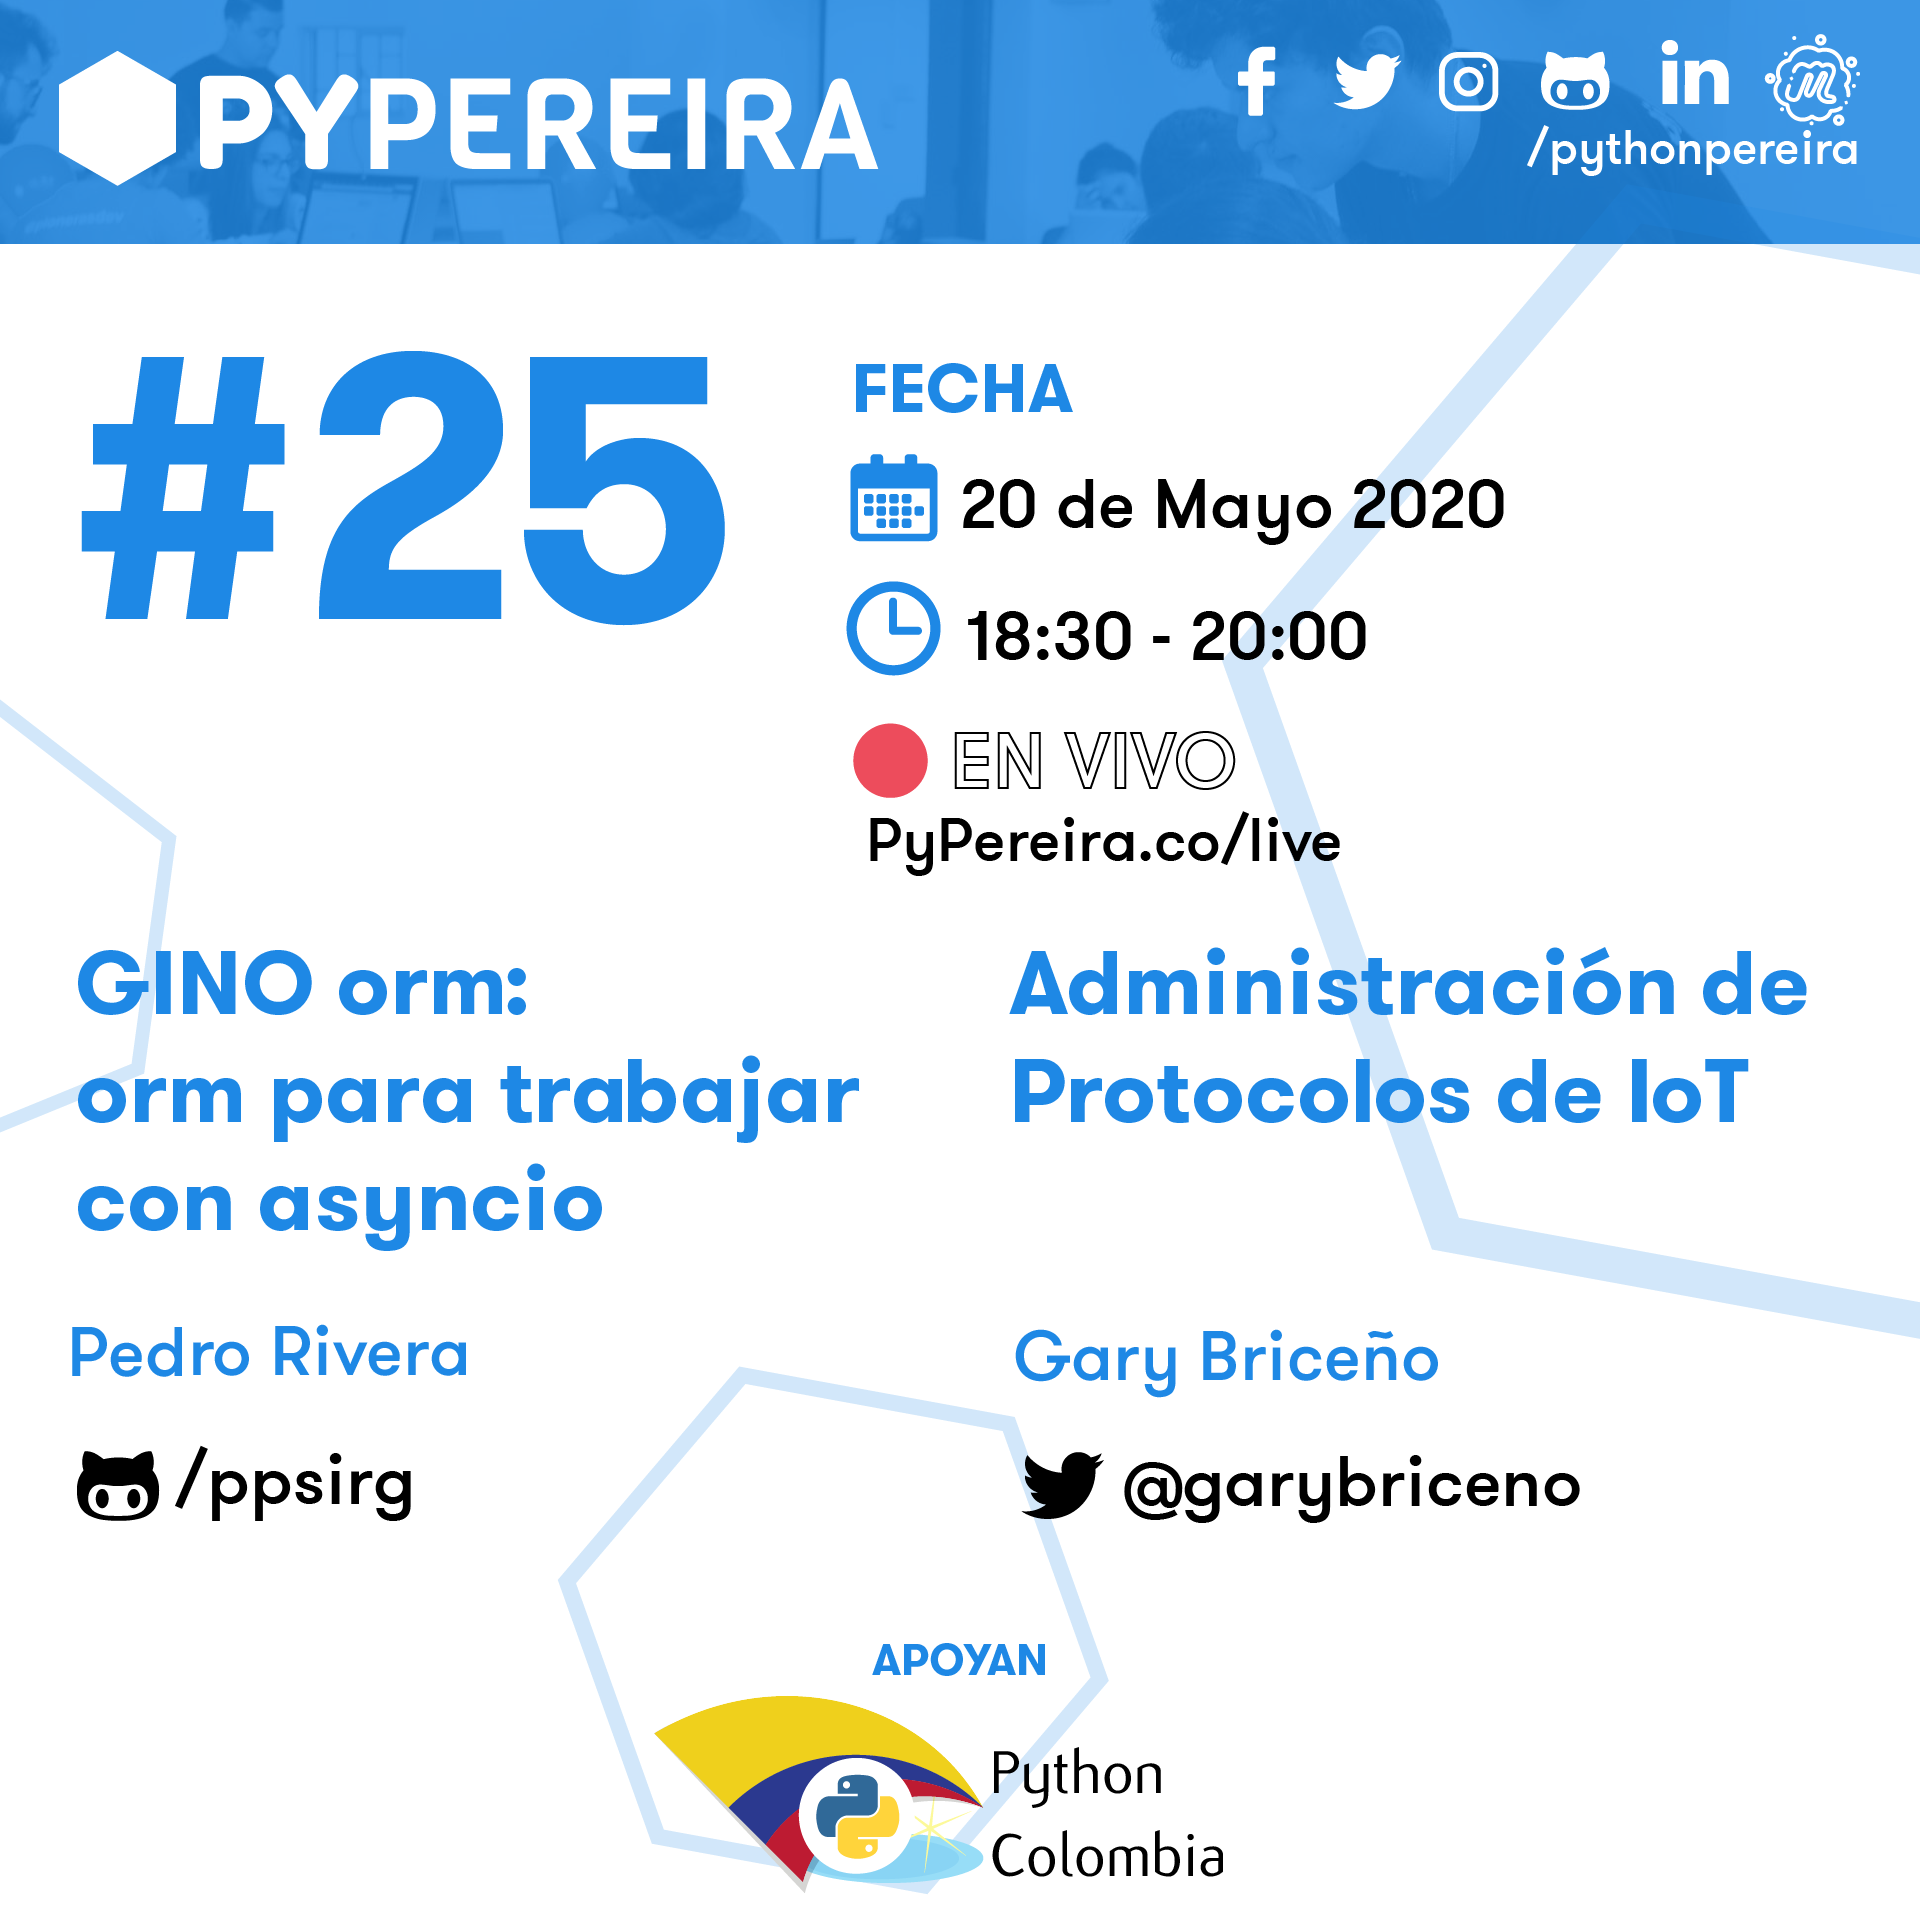 PYPEREIRA
/pythonpereira
#25
FECHA
20 de Mayo 2020
18:30 - 20:00
EN VIVO
PyPereira.co/live
GINO orm:
orm para trabajar
con asyncio
Pedro Rivera
/ppsirg
Administración de
Protocolos de IoT
Gary Briceño
@garybriceno
APOYAN
Python
Colombia